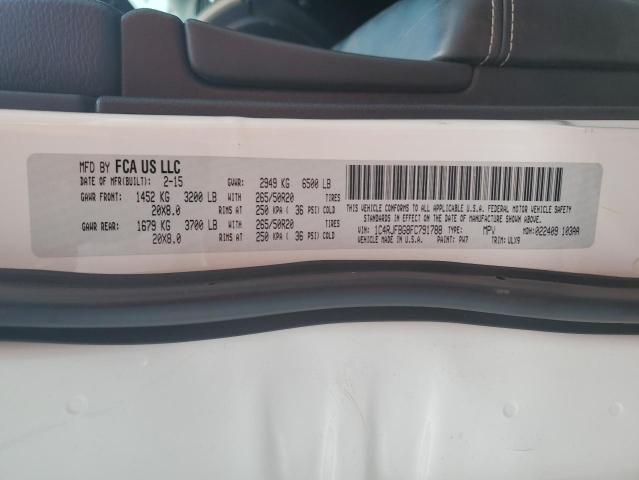 MFD BY FCA US LLC
DATE OF MFR(BUILT): 2-15 GVWR: 2949 KG 6500 LB
GAWR FRONT: 1452 KG 3200 LB WITH 265/50R20 TIRES
20X8.0 RIMS AT 250 KPA ( 36 PSI) COLD
GAWR REAR: 1679 KG 3700 LB WITH 265/50R20 TIRES
20X8.0 RIMS AT 250 KPA ( 36 PSI) COLD
THIS VEHICLE CONFORMS TO ALL APPLICABLE U.S.A. FEDERAL MOTOR VEHICLE SAFETY
STANDARDS IN EFFECT ON THE DATE OF MANUFACTURE SHOWN ABOVE.
VIN: 1C4RJFBG8FC791788 TYPE: MPV MDH: 022409 103AA
VEHICLE MADE IN U.S.A. PAINT: PW7 TRIM: VLX9